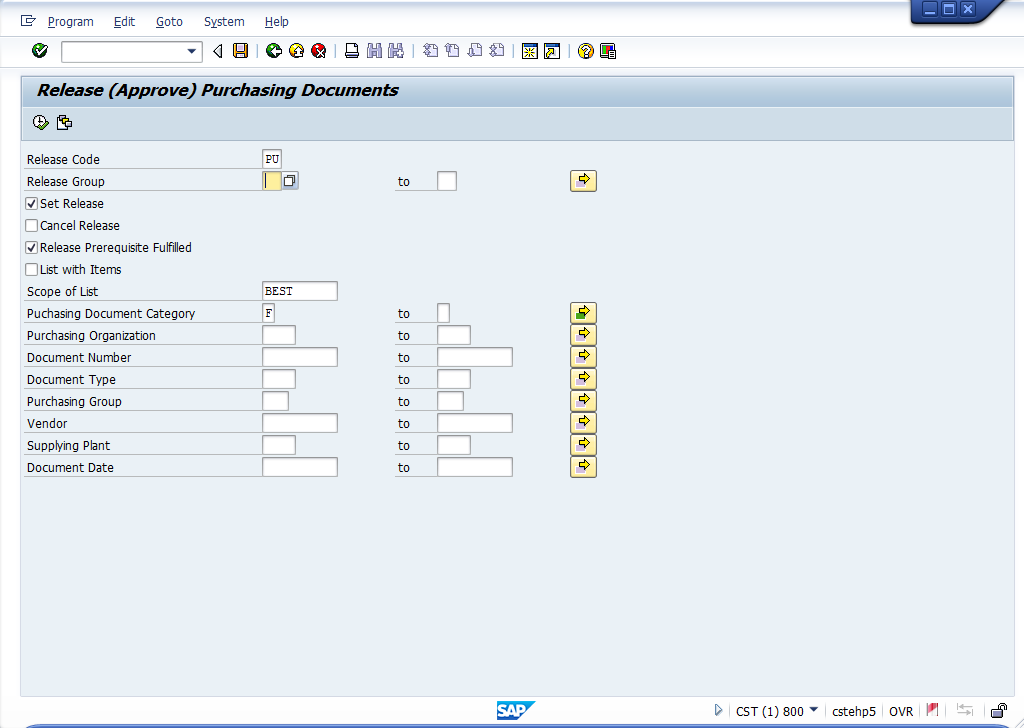 Program Edit Goto System Help
Release (Approve) Purchasing Documents
Release Code PU
Release Group to
Set Release
Cancel Release
Release Prerequisite Fulfilled
List with Items
Scope of List BEST
Puchasing Document Category F to
Purchasing Organization to
Document Number to
Document Type to
Purchasing Group to
Vendor to
Supplying Plant to
Document Date to
SAP CST (1) 800 cstehp5 OVR